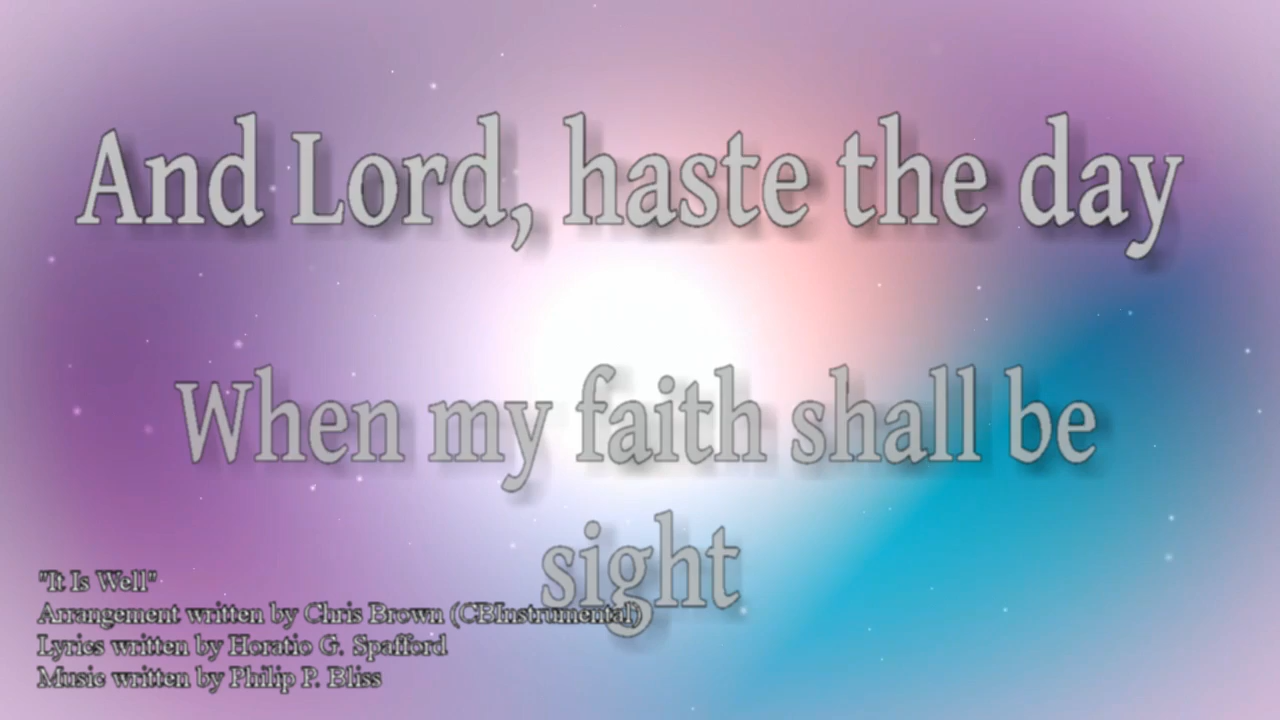 And Lord, haste the day
When my faith shall be
sight
"It Is Well"
Arrangement written by Chris Brown (CBInstrumental)
Lyrics written by Horatio G. Spafford
Music written by Philip P. Bliss